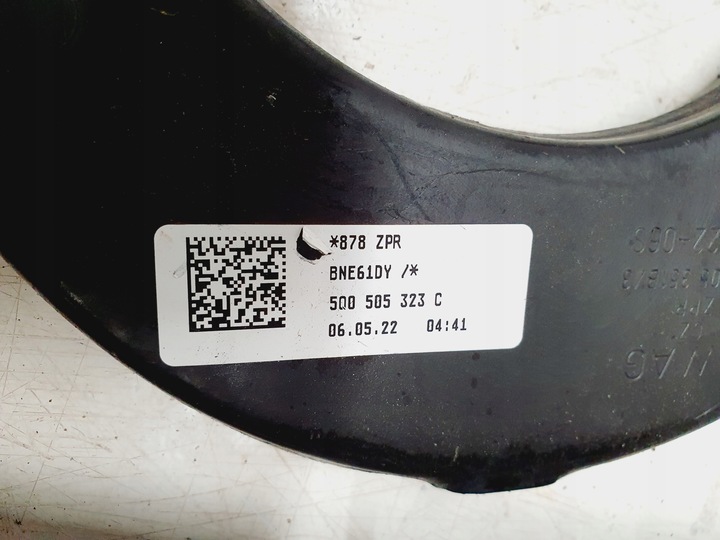 *878 ZPR
BNE61DY /*
5Q0 505 323 C
06.05.22 04:41